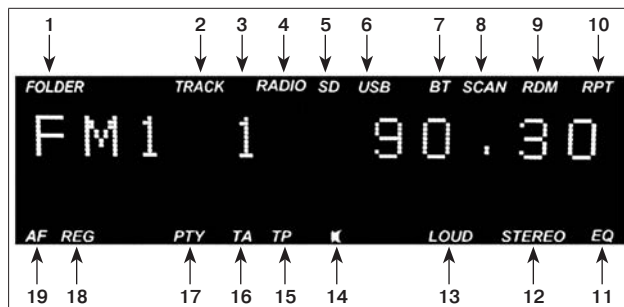 1 2 3 4 5 6 7 8 9 10
FOLDER TRACK RADIO SD USB BT SCAN RDM RPT
FM1 1 90.30
AF REG PTY TA TP LOUD STEREO EQ
19 18 17 16 15 14 13 12 11